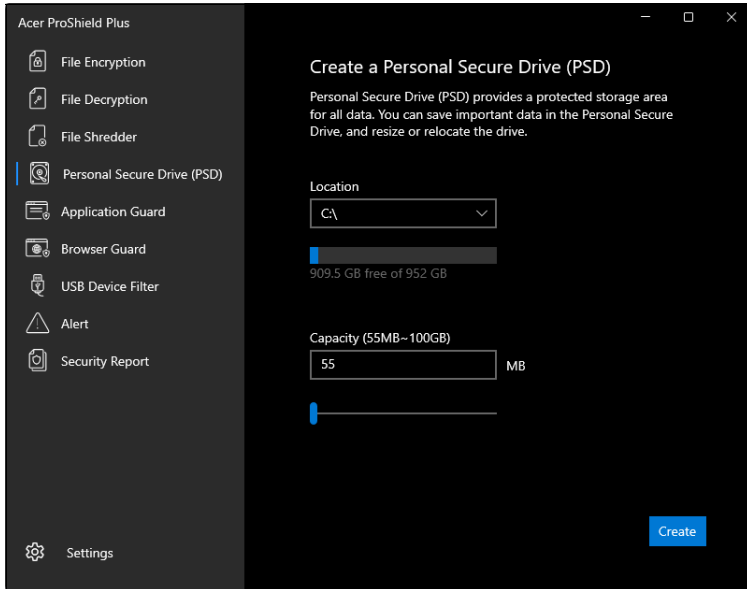 Acer ProShield Plus
File Encryption
File Decryption
File Shredder
Personal Secure Drive (PSD)
Application Guard
Browser Guard
USB Device Filter
Alert
Security Report
Settings
Create a Personal Secure Drive (PSD)
Personal Secure Drive (PSD) provides a protected storage area
for all data. You can save important data in the Personal Secure
Drive, and resize or relocate the drive.
Location
C:\
909.5 GB free of 952 GB
Capacity (55MB~100GB)
55
MB
Create